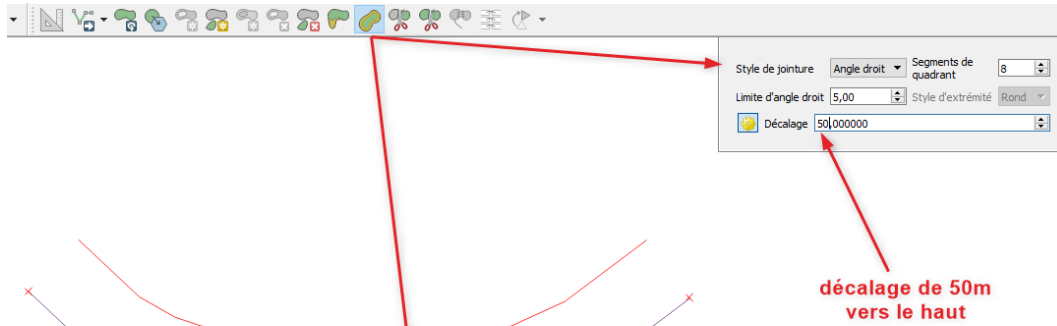 Style de jointure Angle droit Segments de quadrant 8
Limite d'angle droit 5,00 Style d'extrémité Rond
Décalage 50,000000
décalage de 50m
vers le haut